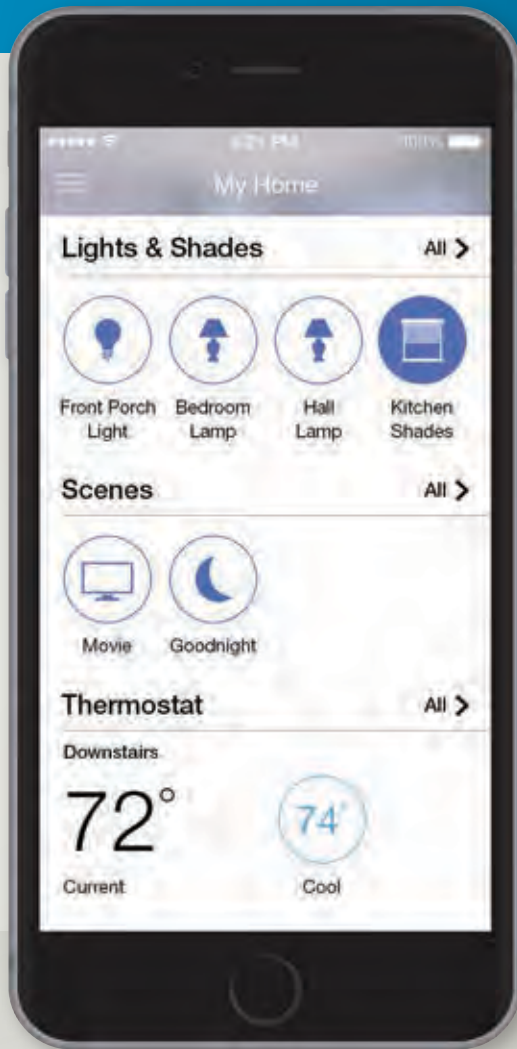 My Home
Lights & Shades All
Front Porch Bedroom Hall Kitchen
Light Lamp Lamp Shades
Scenes All
Movie Goodnight
Thermostat All
Downstairs
72° 74°
Current Cool